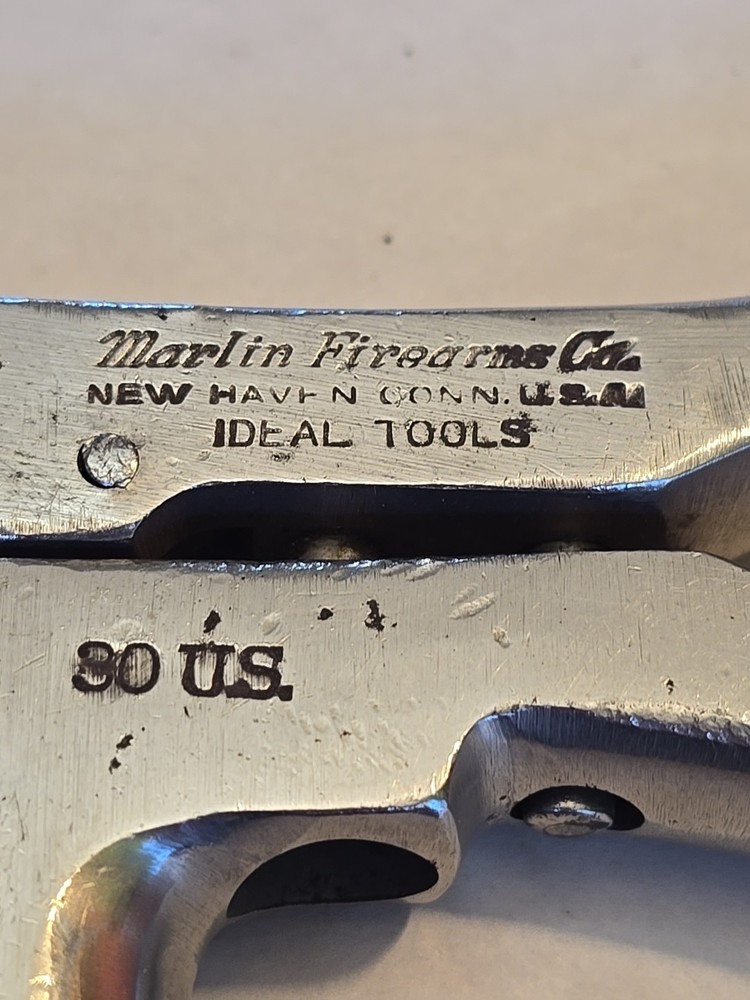 Marlin Firearms Co.
NEW HAVEN CONN. U.S.A.
IDEAL TOOLS
30 U.S.